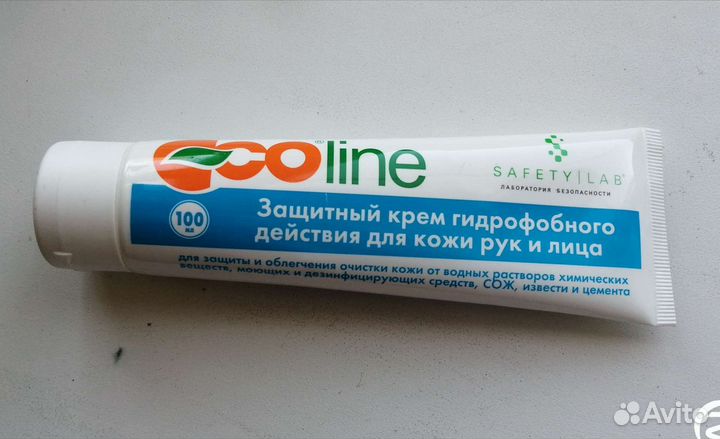 ecoline®
SAFETY|LAB®
ЛАБОРАТОРИЯ БЕЗОПАСНОСТИ
100
мл
Защитный крем гидрофобного
действия для кожи рук и лица
для защиты и облегчения очистки кожи от водных растворов химических
веществ, моющих и дезинфицирующих средств, СОЖ, извести и цемента
Avito